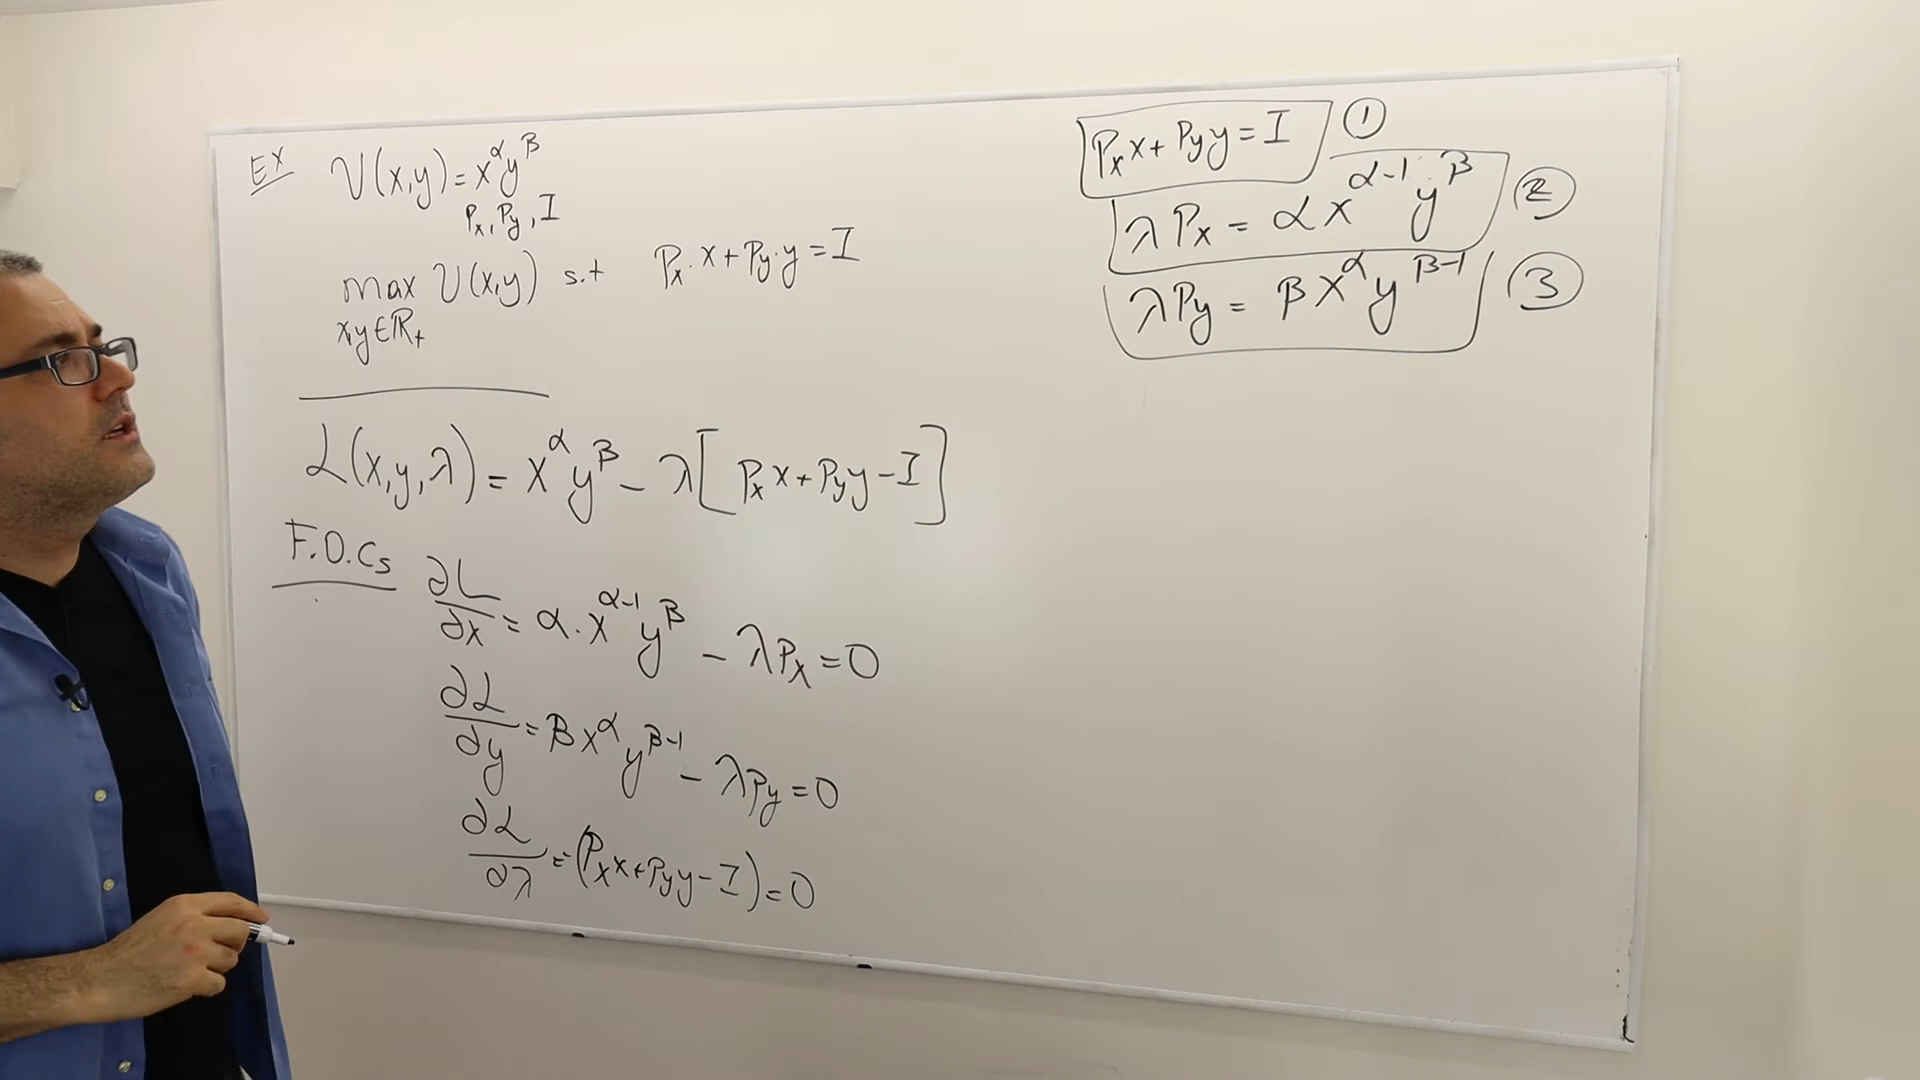 EX U(x,y) = x^α y^β
Px, Py, I
max U(x,y) s.t Px · x + Py · y = I
x,y ∈ ℝ+
ℒ(x,y,λ) = x^α y^β − λ[Px x + Py y − I]
F.O.Cs ∂L/∂x = α · x^(α−1) y^β − λPx = 0
∂ℒ/∂y = β x^α y^(β−1) − λPy = 0
∂ℒ/∂λ = (Px x + Py y − I) = 0
Px x + Py y = I ①
λPx = α x^(α−1) y^β ②
λPy = β x^α y^(β−1) ③